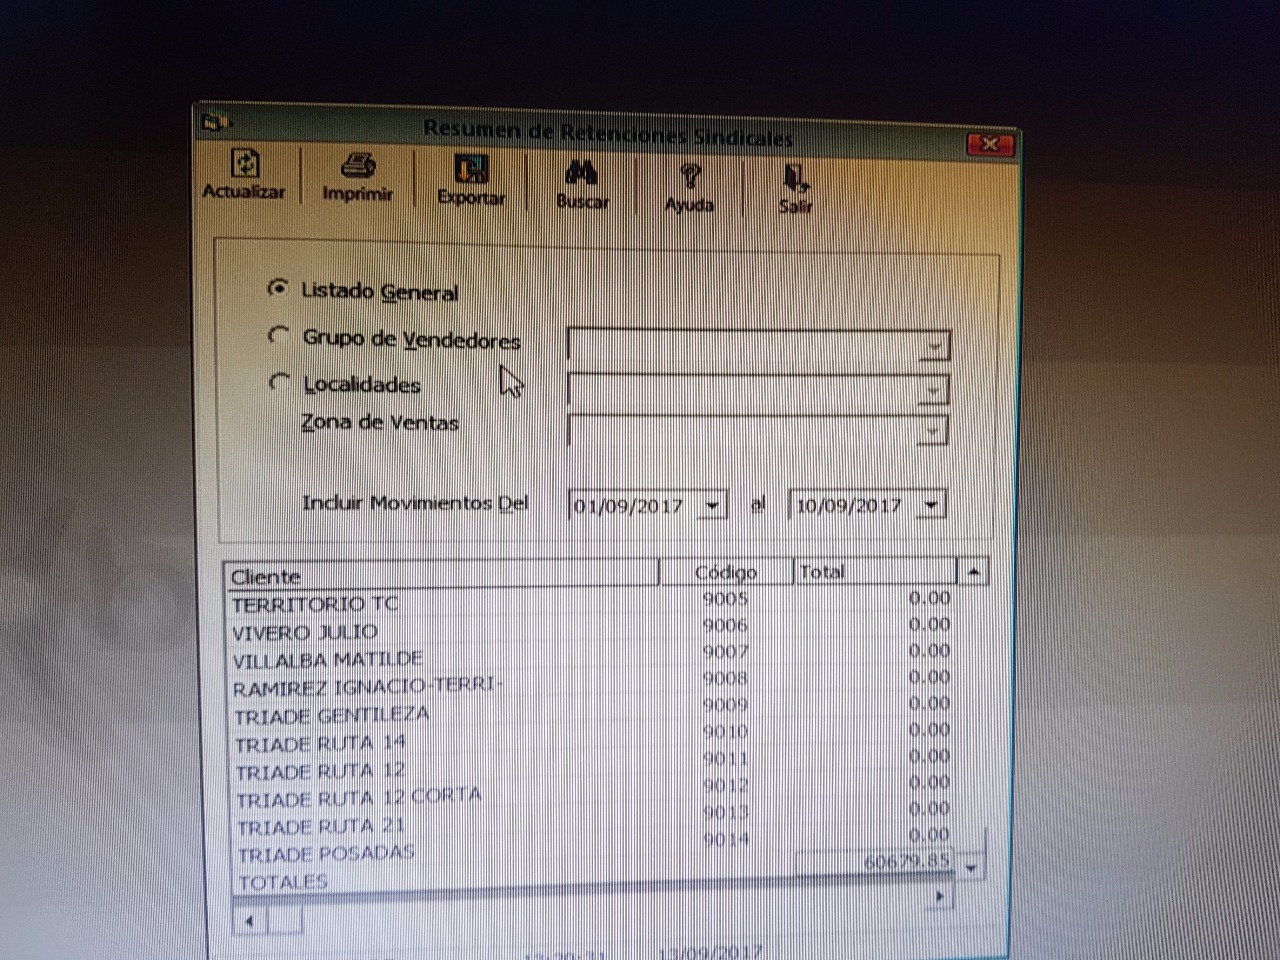 Resumen de Retenciones Sindicales
Actualizar Imprimir Exportar Buscar Ayuda Salir
Listado General
Grupo de Vendedores
Localidades
Zona de Ventas
Incluir Movimientos Del 01/09/2017 al 10/09/2017
Cliente Código Total
TERRITORIO TC 9005 0.00
VIVERO JULIO 9006 0.00
VILLALBA MATILDE 9007 0.00
RAMIREZ IGNACIO-TERRI- 9008 0.00
TRIADE GENTILEZA 9009 0.00
TRIADE RUTA 14 9010 0.00
TRIADE RUTA 12 9011 0.00
TRIADE RUTA 12 CORTA 9012 0.00
TRIADE RUTA 21 9013 0.00
TRIADE POSADAS 9014 0.00
TOTALES 60679.85
13/09/2017